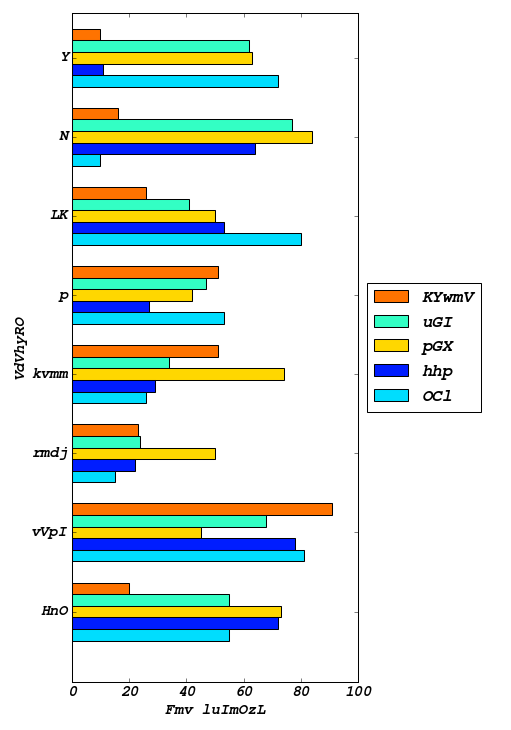 Y
N
LK
p
kvmm
rmdj
vVpI
HnO
VdVhyRO
0 20 40 60 80 100
Fmv luImOzL
KYwmV
uGI
pGX
hhp
OCl